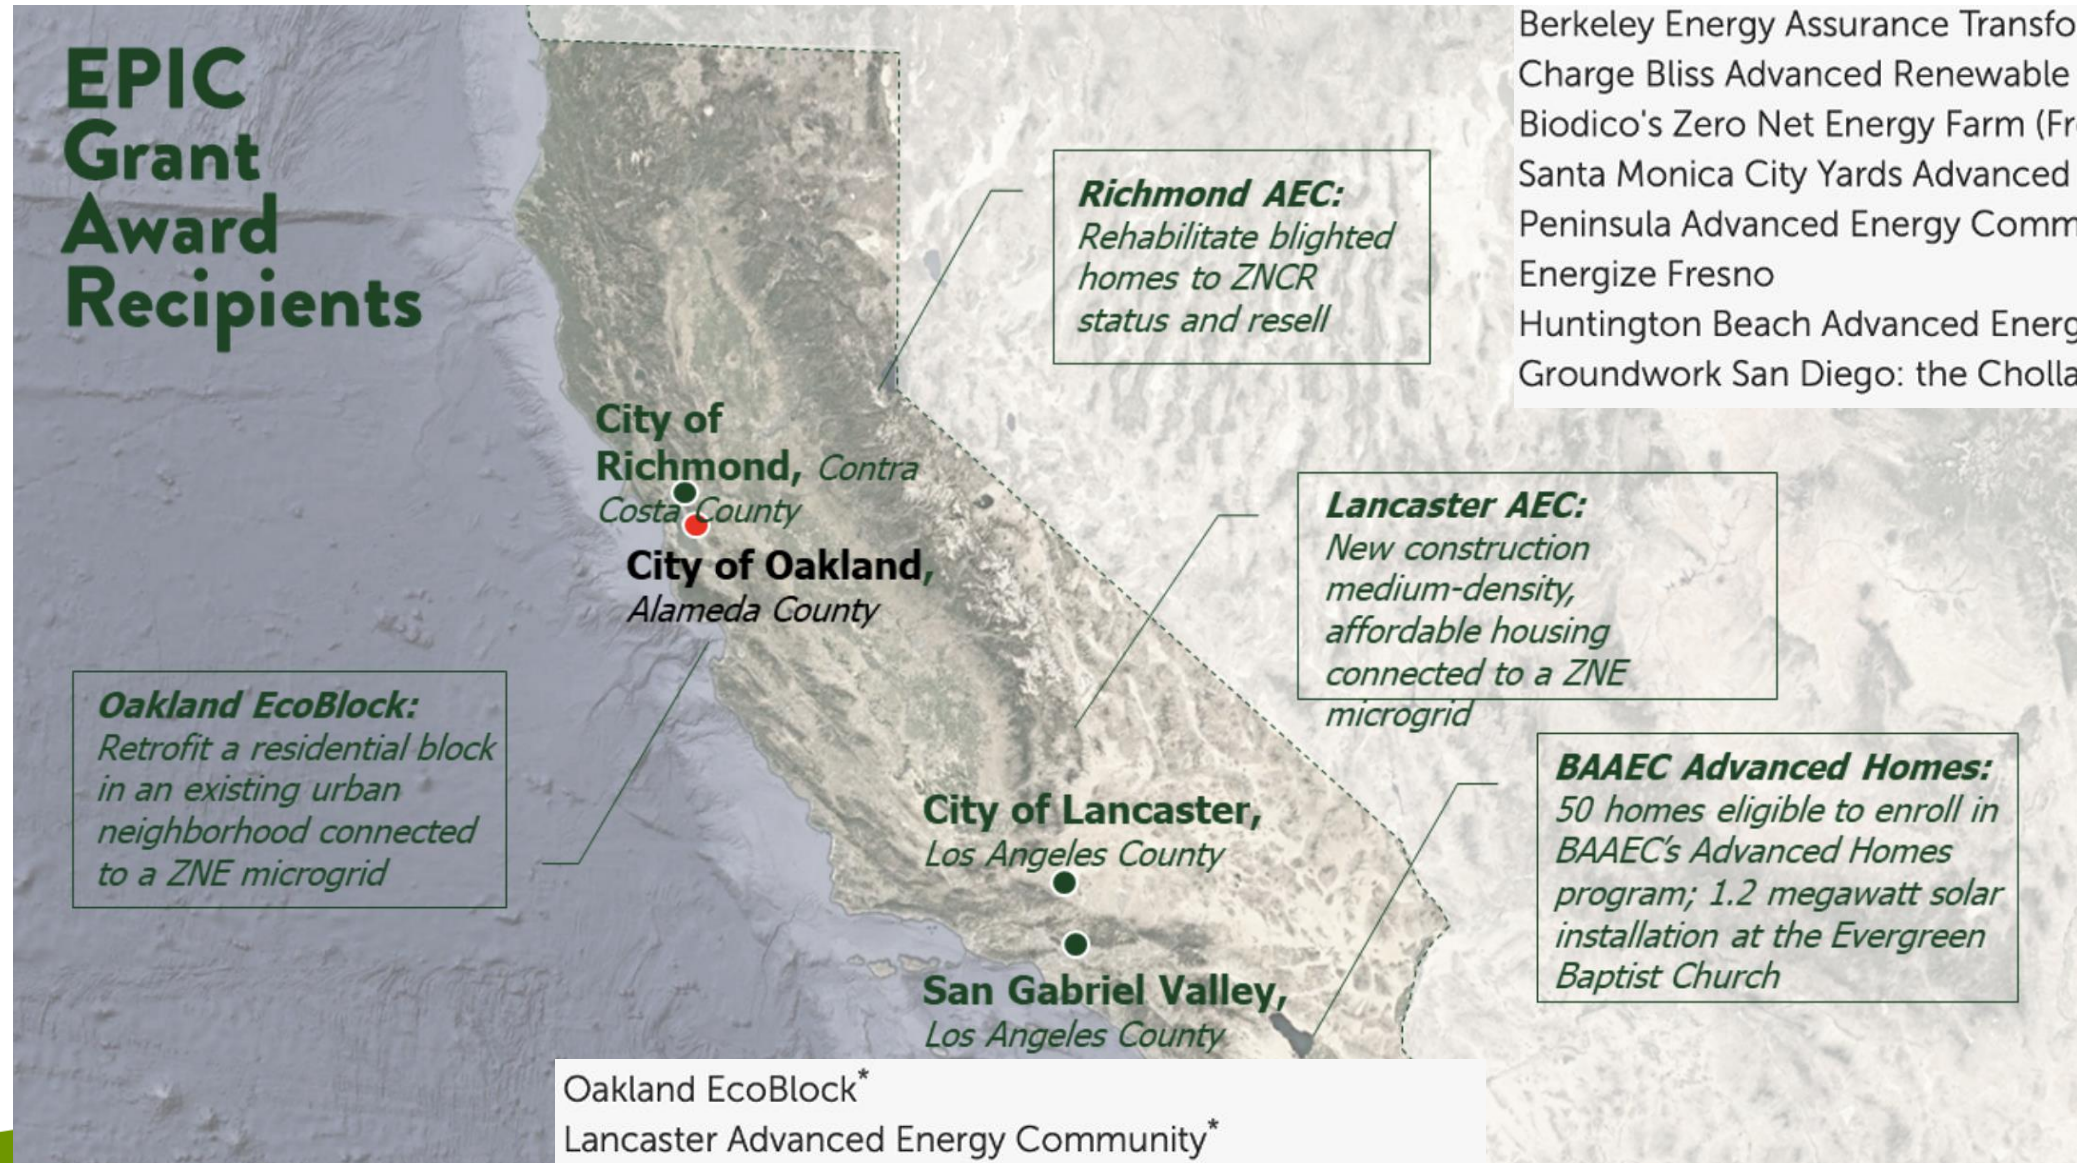 EPIC
Grant
Award
Recipients
Berkeley Energy Assurance
Charge Bliss Advanced Renewable
Biodico's Zero Net Energy Farm
Santa Monica City Yards Advanced
Peninsula Advanced Energy
Energize Fresno
Huntington Beach Advanced
Groundwork San Diego: the
Richmond AEC:
Rehabilitate blighted
homes to ZNCR
status and resell
City of
Richmond, Contra
Costa County
City of Oakland,
Alameda County
Lancaster AEC:
New construction
medium-density,
affordable housing
connected to a ZNE
microgrid
Oakland EcoBlock:
Retrofit a residential block
in an existing urban
neighborhood connected
to a ZNE microgrid
BAAEC Advanced Homes:
50 homes eligible to enroll in
BAAEC's Advanced Homes
program; 1.2 megawatt solar
installation at the Evergreen
Baptist Church
City of Lancaster,
Los Angeles County
San Gabriel Valley,
Los Angeles County
Oakland EcoBlock*
Lancaster Advanced Energy Community*